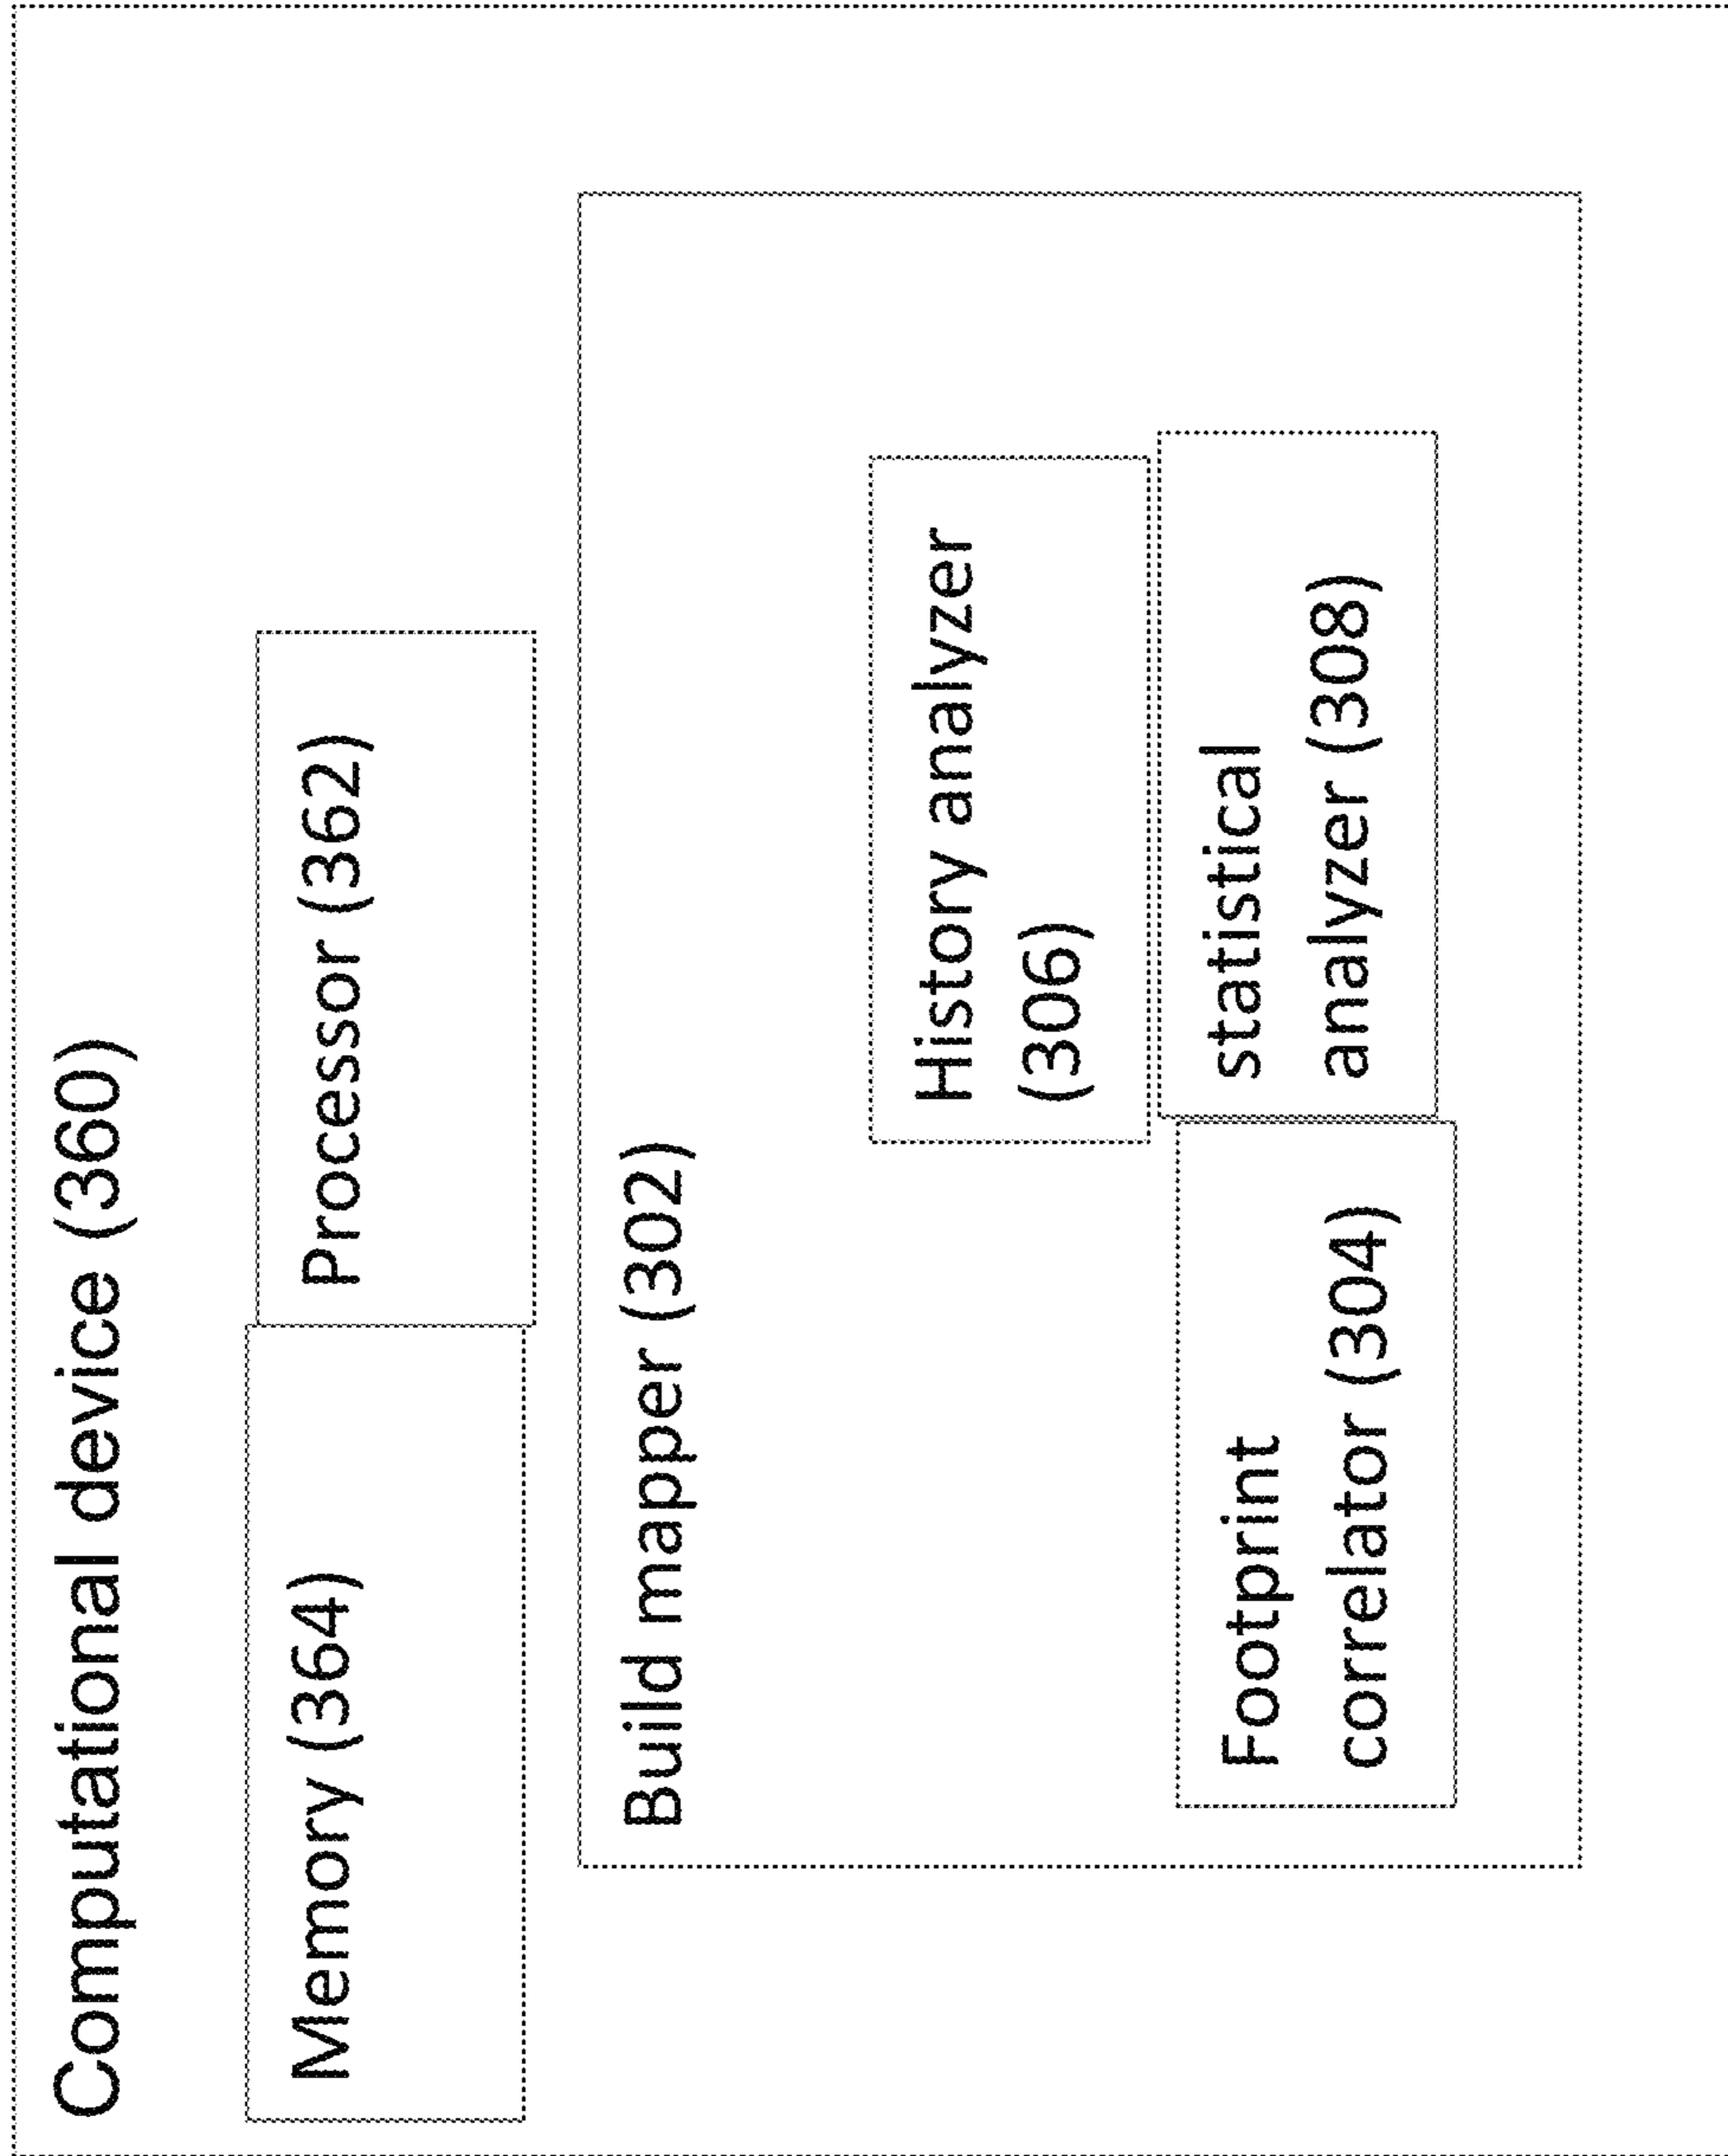 Computational device (360)
Memory (364)
Processor (362)
Build mapper (302)
History analyzer
(306)
Footprint
correlator (304)
statistical
analyzer (308)